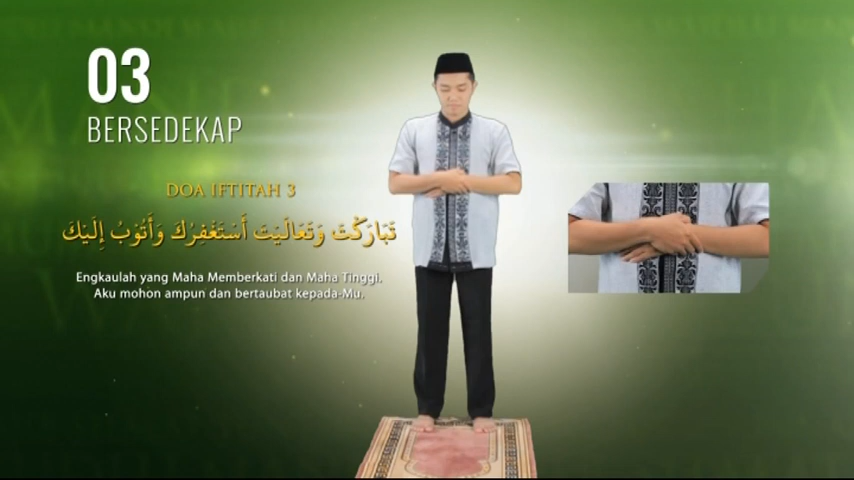 03
BERSEDEKAP
DOA IFTITAH 3
تَبَارَكْتَ وَتَعَالَيْتَ أَسْتَغْفِرُكَ وَأَتُوْبُ إِلَيْكَ
Engkaulah yang Maha Memberkati dan Maha Tinggi.
Aku mohon ampun dan bertaubat kepada-Mu.